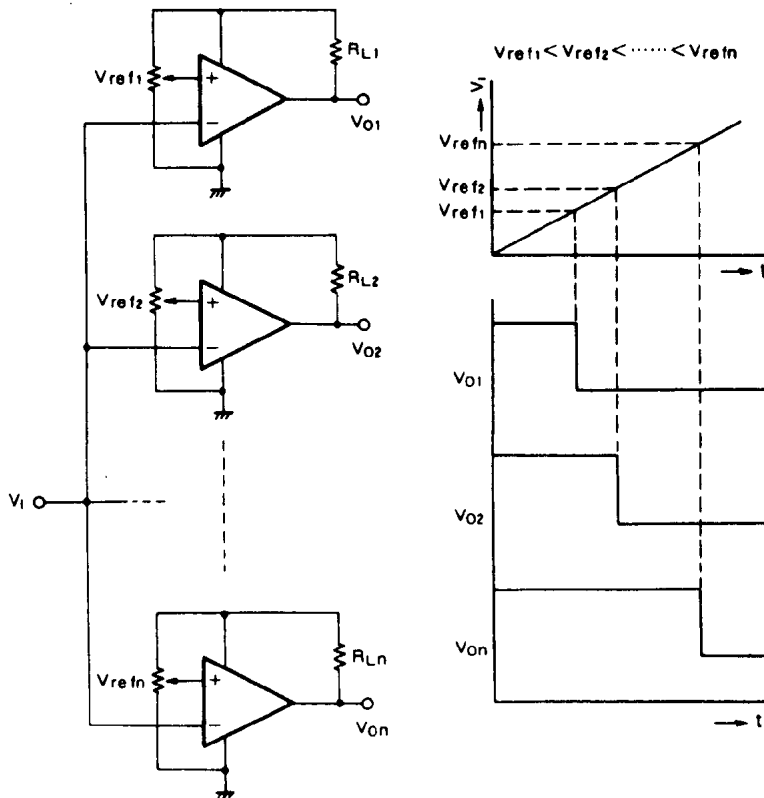 Vref1
+
−
RL1
VO1
Vref2
+
−
RL2
VO2
VI
Vrefn
+
−
RLn
VOn
Vref1 < Vref2 < ······ < Vrefn
VI
Vrefn
Vref2
Vref1
t
VO1
VO2
VOn
t